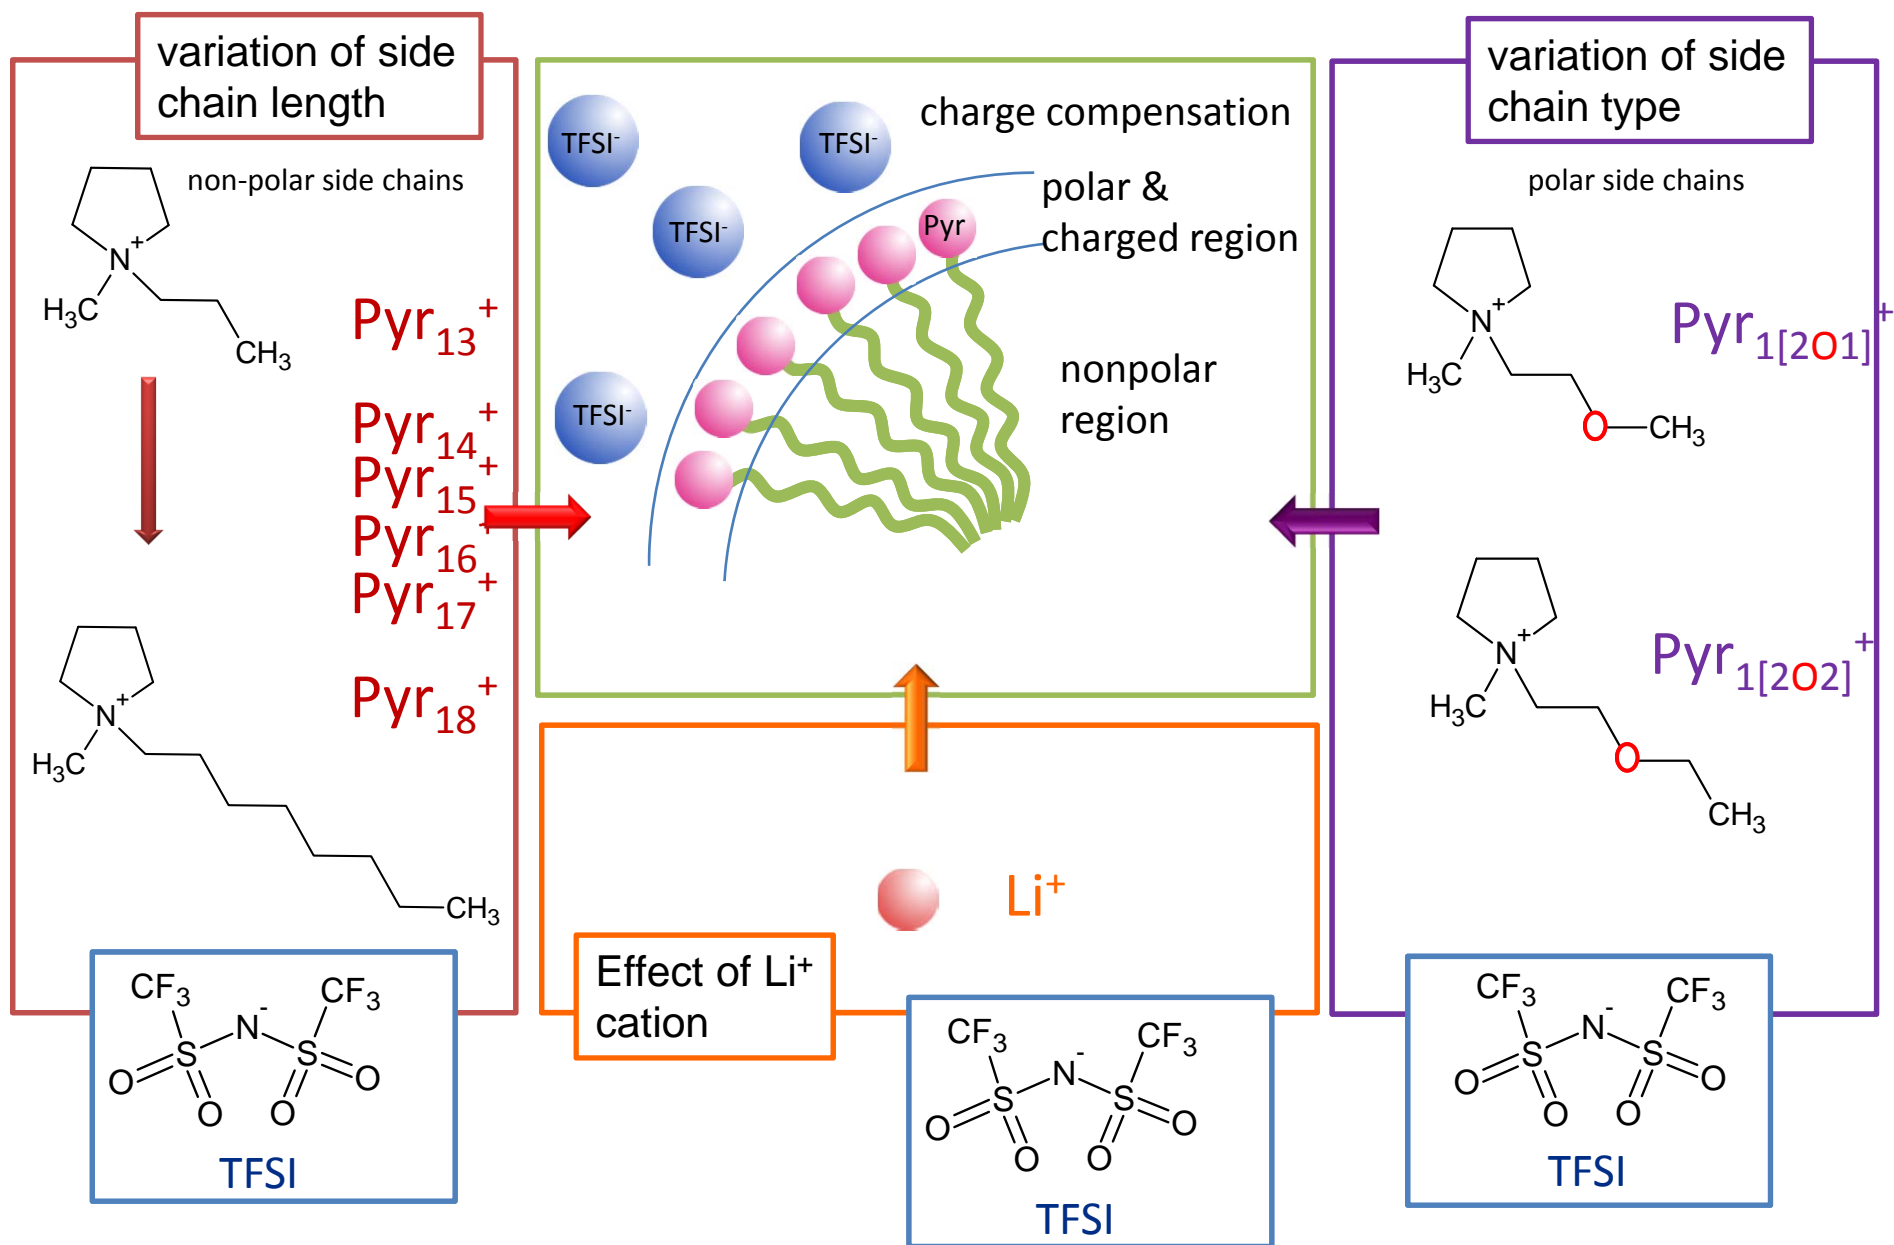 variation of side
chain length
non-polar side chains
N+
H3C
CH3
Pyr13+
Pyr14+
Pyr15+
Pyr16+
Pyr17+
Pyr18+
N+
H3C
CH3
CF3
CF3
N-
S
S
O
O
O
O
TFSI
TFSI-
TFSI-
TFSI-
TFSI-
charge compensation
polar &
charged region
Pyr
nonpolar
region
Li+
Effect of Li+
cation
CF3
CF3
N-
S
S
O
O
O
O
TFSI
variation of side
chain type
polar side chains
N+
H3C
O
CH3
Pyr1[2O1]+
N+
H3C
O
CH3
Pyr1[2O2]+
CF3
CF3
N-
S
S
O
O
O
O
TFSI